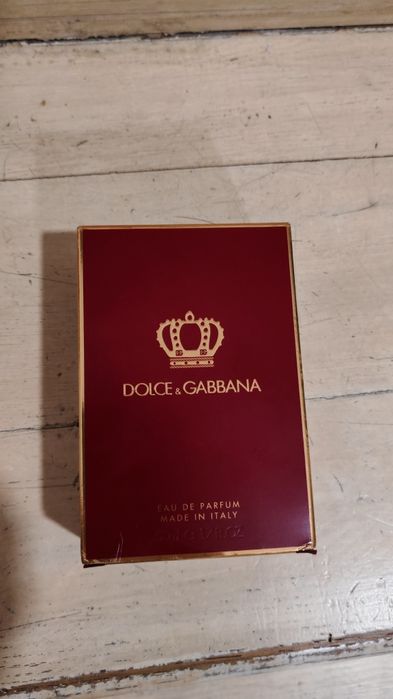 DOLCE & GABBANA
EAU DE PARFUM
MADE IN ITALY